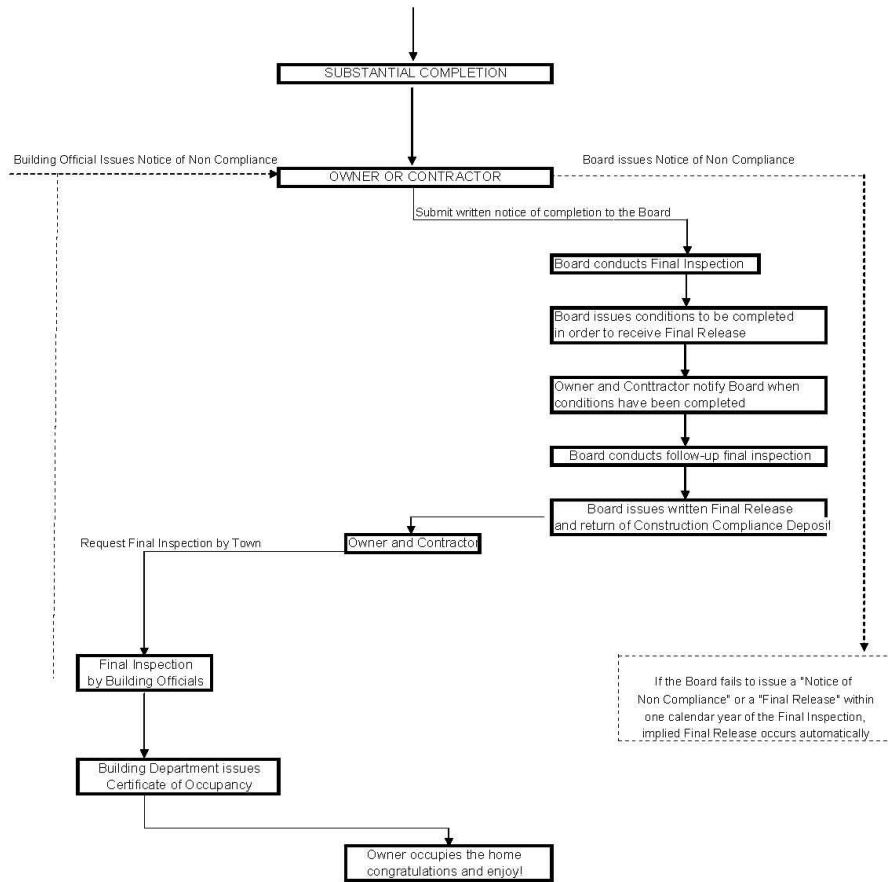 SUBSTANTIAL COMPLETION
Building Official Issues Notice of Non Compliance
Board issues Notice of Non Compliance
OWNER OR CONTRACTOR
Submit written notice of completion to the Board
Board conducts Final Inspection
Board issues conditions to be completed
in order to receive Final Release
Owner and Conttractor notify Board when
conditions have been completed
Board conducts follow-up final inspection
Board issues written Final Release
and return of Construction Compliance Deposit
Request Final Inspection by Town
Owner and Contractor
Final Inspection
by Building Officials
If the Board fails to issue a "Notice of
Non Compliance" or a "Final Release" within
one calendar year of the Final Inspection,
implied Final Release occurs automatically
Building Department issues
Certificate of Occupancy
Owner occupies the home
congratulations and enjoy!